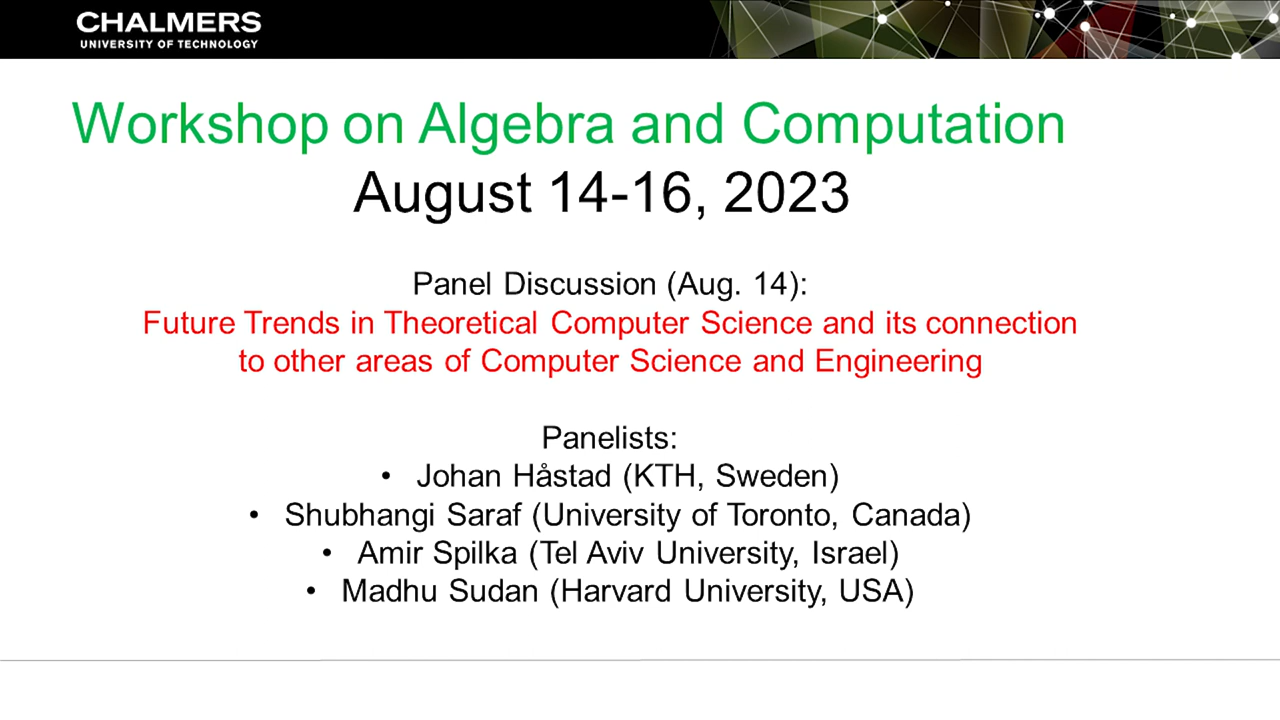 CHALMERS
UNIVERSITY OF TECHNOLOGY
Workshop on Algebra and Computation
August 14-16, 2023
Panel Discussion (Aug. 14):
Future Trends in Theoretical Computer Science and its connection
to other areas of Computer Science and Engineering
Panelists:
• Johan Håstad (KTH, Sweden)
• Shubhangi Saraf (University of Toronto, Canada)
• Amir Spilka (Tel Aviv University, Israel)
• Madhu Sudan (Harvard University, USA)